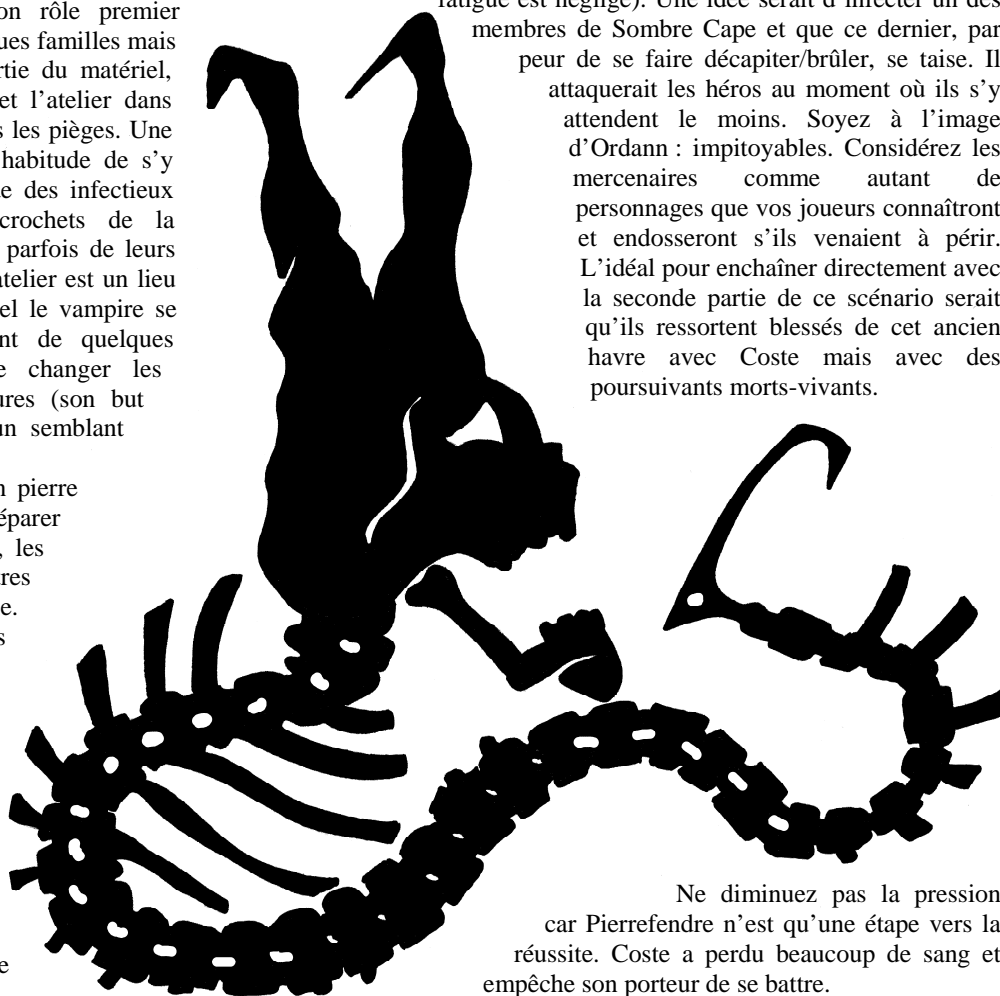 on rôle premier
ues familles mais
rtie du matériel,
et l’atelier dans
s les pièges. Une
habitude de s’y
e des infectieux
crochets de la
parfois de leurs
atelier est un lieu
el le vampire se
nt de quelques
e changer les
ures (son but
un semblant
n pierre
éparer
, les
res
e.
s
e
membres de Sombre Cape et que ce dernier, par
peur de se faire décapiter/brûler, se taise. Il
attaquerait les héros au moment où ils s’y
attendent le moins. Soyez à l’image
d’Ordann : impitoyables. Considérez les
mercenaires comme autant de
personnages que vos joueurs connaîtront
et endosseront s’ils venaient à périr.
L’idéal pour enchaîner directement avec
la seconde partie de ce scénario serait
qu’ils ressortent blessés de cet ancien
havre avec Coste mais avec des
poursuivants morts-vivants.
Ne diminuez pas la pression
car Pierrefendre n’est qu’une étape vers la
réussite. Coste a perdu beaucoup de sang et
empêche son porteur de se battre.